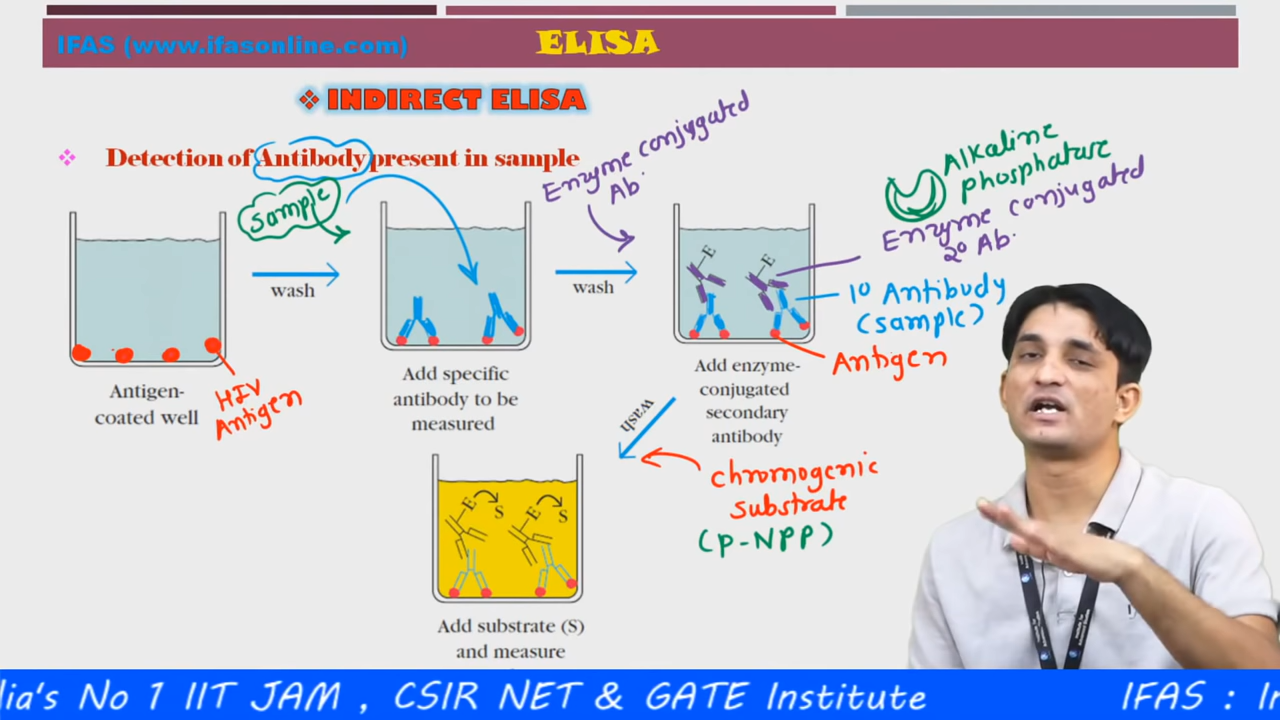 IFAS (www.ifasonline.com)
ELISA
❖ INDIRECT ELISA
❖ Detection of Antibody present in sample
Sample
wash
Enzyme conjugated
Ab.
wash
Alkaline
phosphatase
Enzyme conjugated
2° Ab.
1° Antibody
(sample)
Antigen
E
E
Antigen-
coated well
HIV
Antigen
Add specific
antibody to be
measured
Add enzyme-
conjugated
secondary
antibody
wash
Chromogenic
substrate
(P-NPP)
E
S
E
S
Add substrate (S)
and measure
dia's No 1 IIT JAM , CSIR NET & GATE Institute
IFAS : In